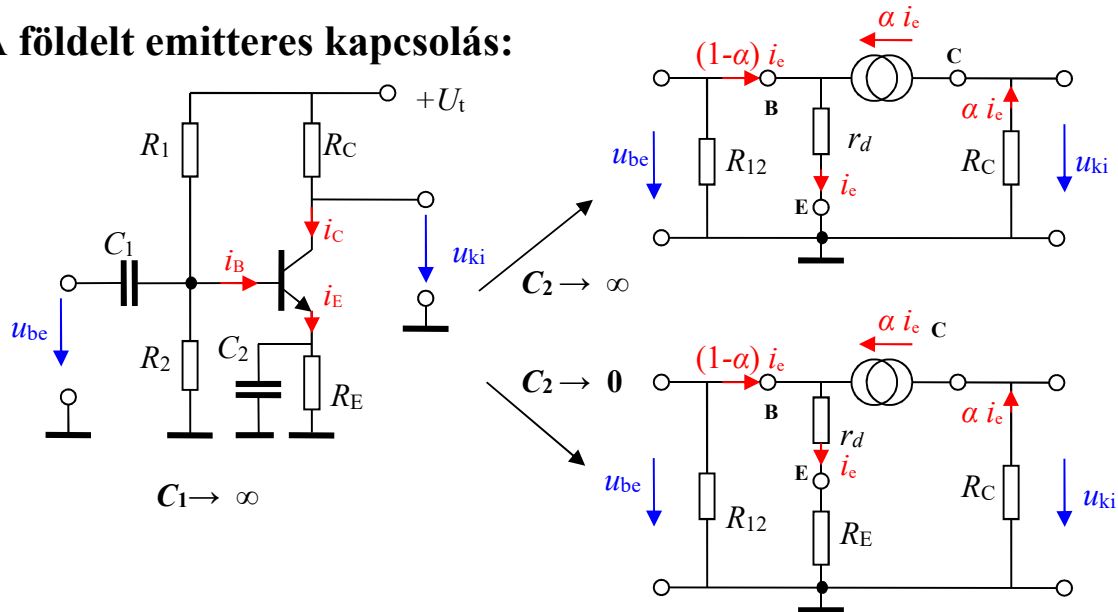 A földelt emitteres kapcsolás:
+Ut
R1
RC
C1
iB
iC
uki
iE
ube
R2
C2
RE
C1→ ∞
C2 → ∞
C2 → 0
α ie
(1-α) ie
C
B
α ie
rd
ube
R12
RC
uki
ie
E
α ie
C
(1-α) ie
B
α ie
rd
E
ie
ube
RC
uki
R12
RE